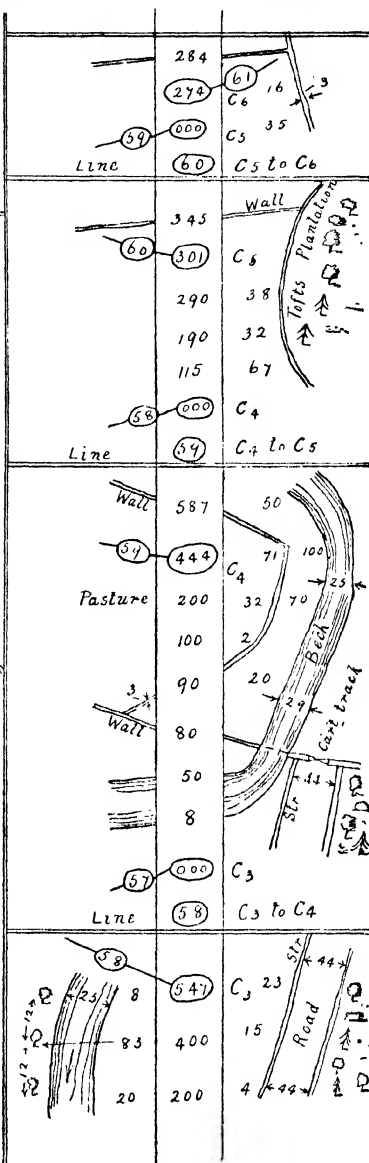 284
61
274 C6 16 3
59 000 C5 35
Line 60 C5 to C6
345 Wall
60 301 C5
290 38
190 32
115 67
Tofts Plantation
58 000 C4
Line 59 C4 to C5
Wall 587 50
59 444 C4 71 100
25
Pasture 200 32 70
100 2
Beck
90 20
3 29
Wall 80
Cart track
50 Str 44
8
57 000 C3
Line 58 C3 to C4
58
547 C3 23 Str 44
25 8
12 83 400 15 Road
12 20 200 4 44